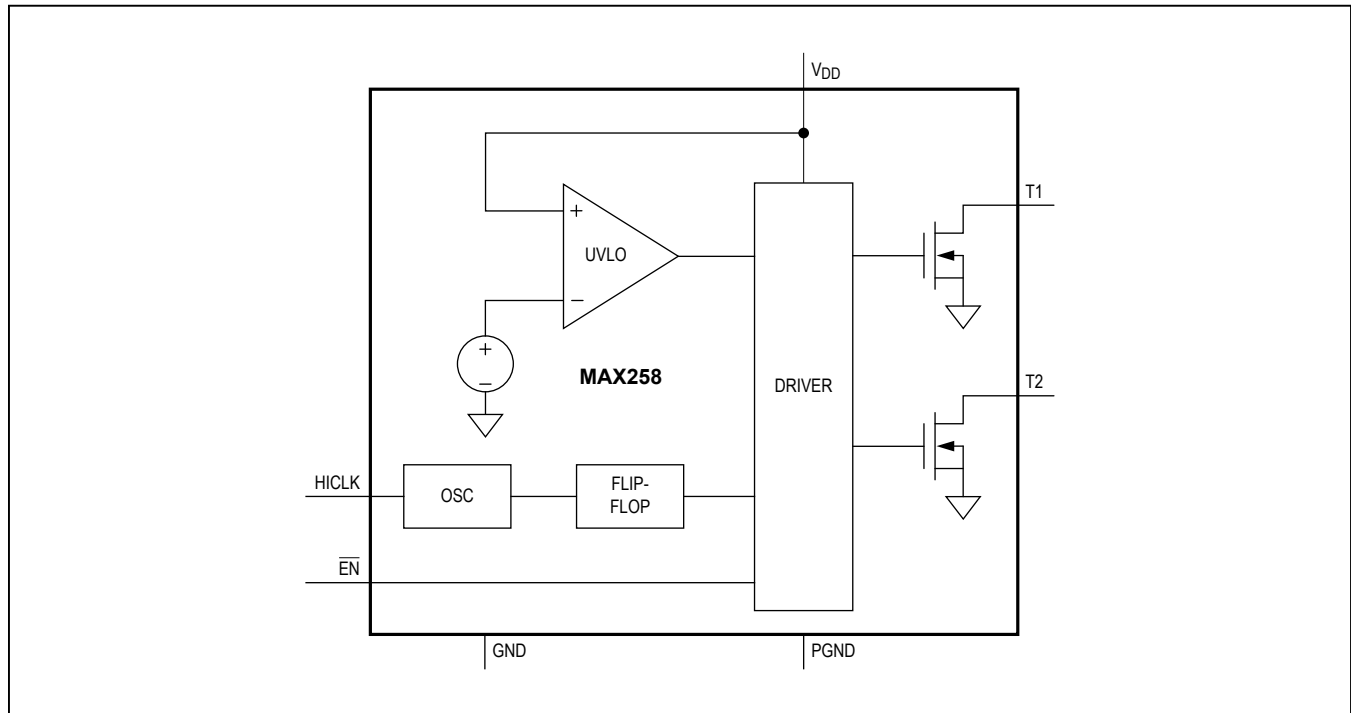 VDD
T1
+
UVLO
−
+
−
MAX258
DRIVER
T2
HICLK
OSC
FLIP-
FLOP
EN
GND
PGND